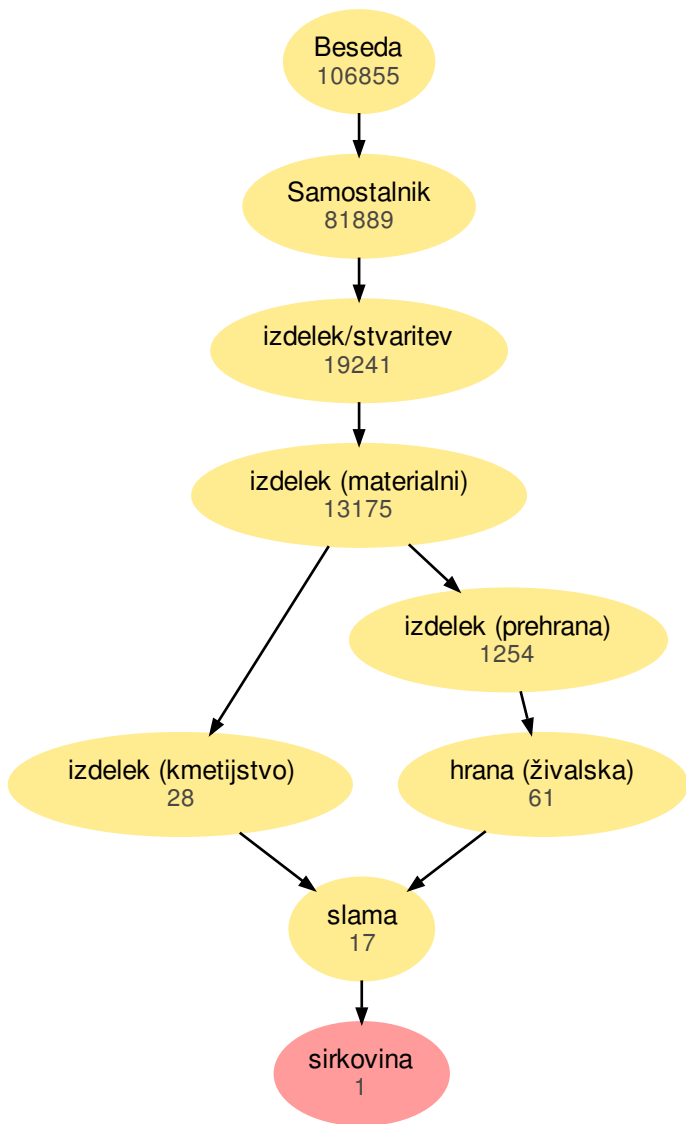 Beseda
106855
Samostalnik
81889
izdelek/stvaritev
19241
izdelek (materialni)
13175
izdelek (prehrana)
1254
izdelek (kmetijstvo)
28
hrana (živalska)
61
slama
17
sirkovina
1